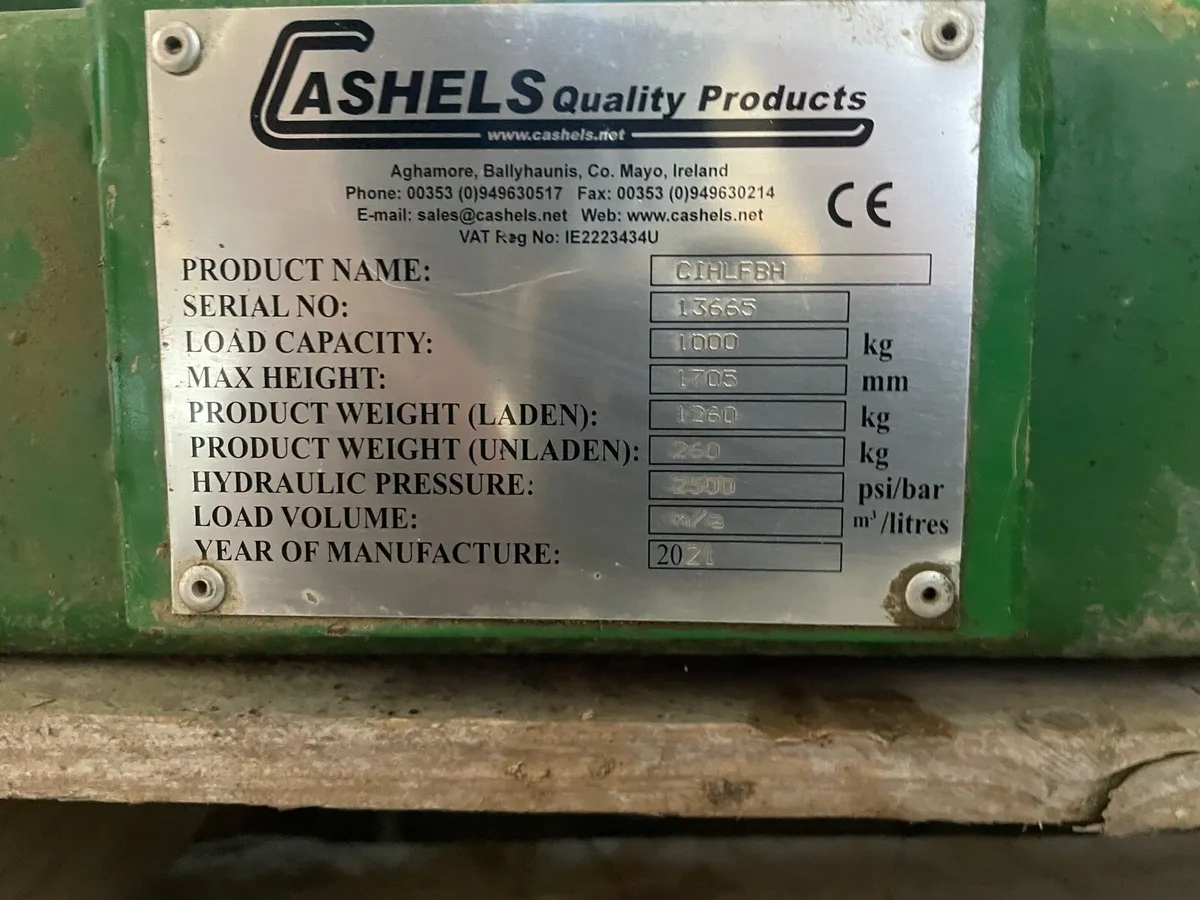 CASHELS Quality Products
www.cashels.net
Aghamore, Ballyhaunis, Co. Mayo, Ireland
Phone: 00353 (0)949630517 Fax: 00353 (0)949630214
E-mail: sales@cashels.net Web: www.cashels.net
VAT Reg No: IE2223434U
CE
PRODUCT NAME: CIHLFBH
SERIAL NO: 13665
LOAD CAPACITY: 1000 kg
MAX HEIGHT: 1705 mm
PRODUCT WEIGHT (LADEN): 1260 kg
PRODUCT WEIGHT (UNLADEN): 260 kg
HYDRAULIC PRESSURE: 2500 psi/bar
LOAD VOLUME: n/a m³/litres
YEAR OF MANUFACTURE: 2021